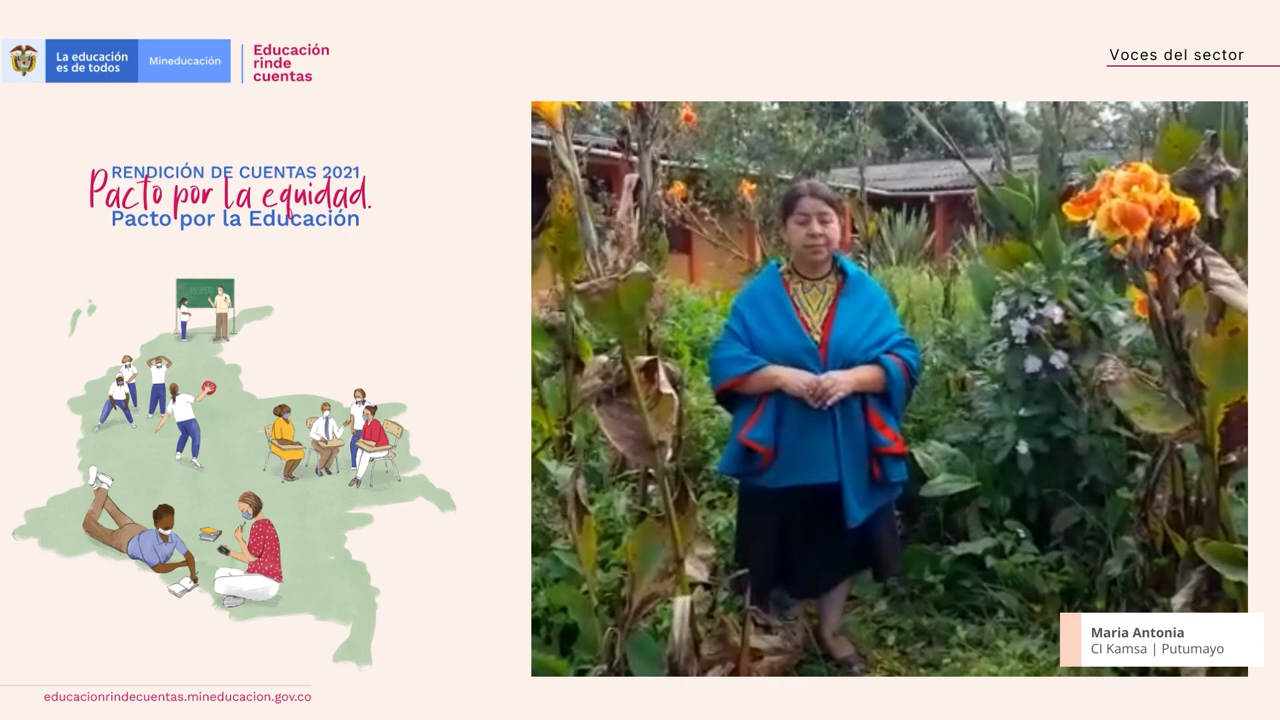 La educación
es de todos
Mineducación
Educación
rinde
cuentas
Voces del sector
RENDICIÓN DE CUENTAS 2021
Pacto por la equidad.
Pacto por la Educación
Maria Antonia
CI Kamsa | Putumayo
educacionrindecuentas.mineducacion.gov.co